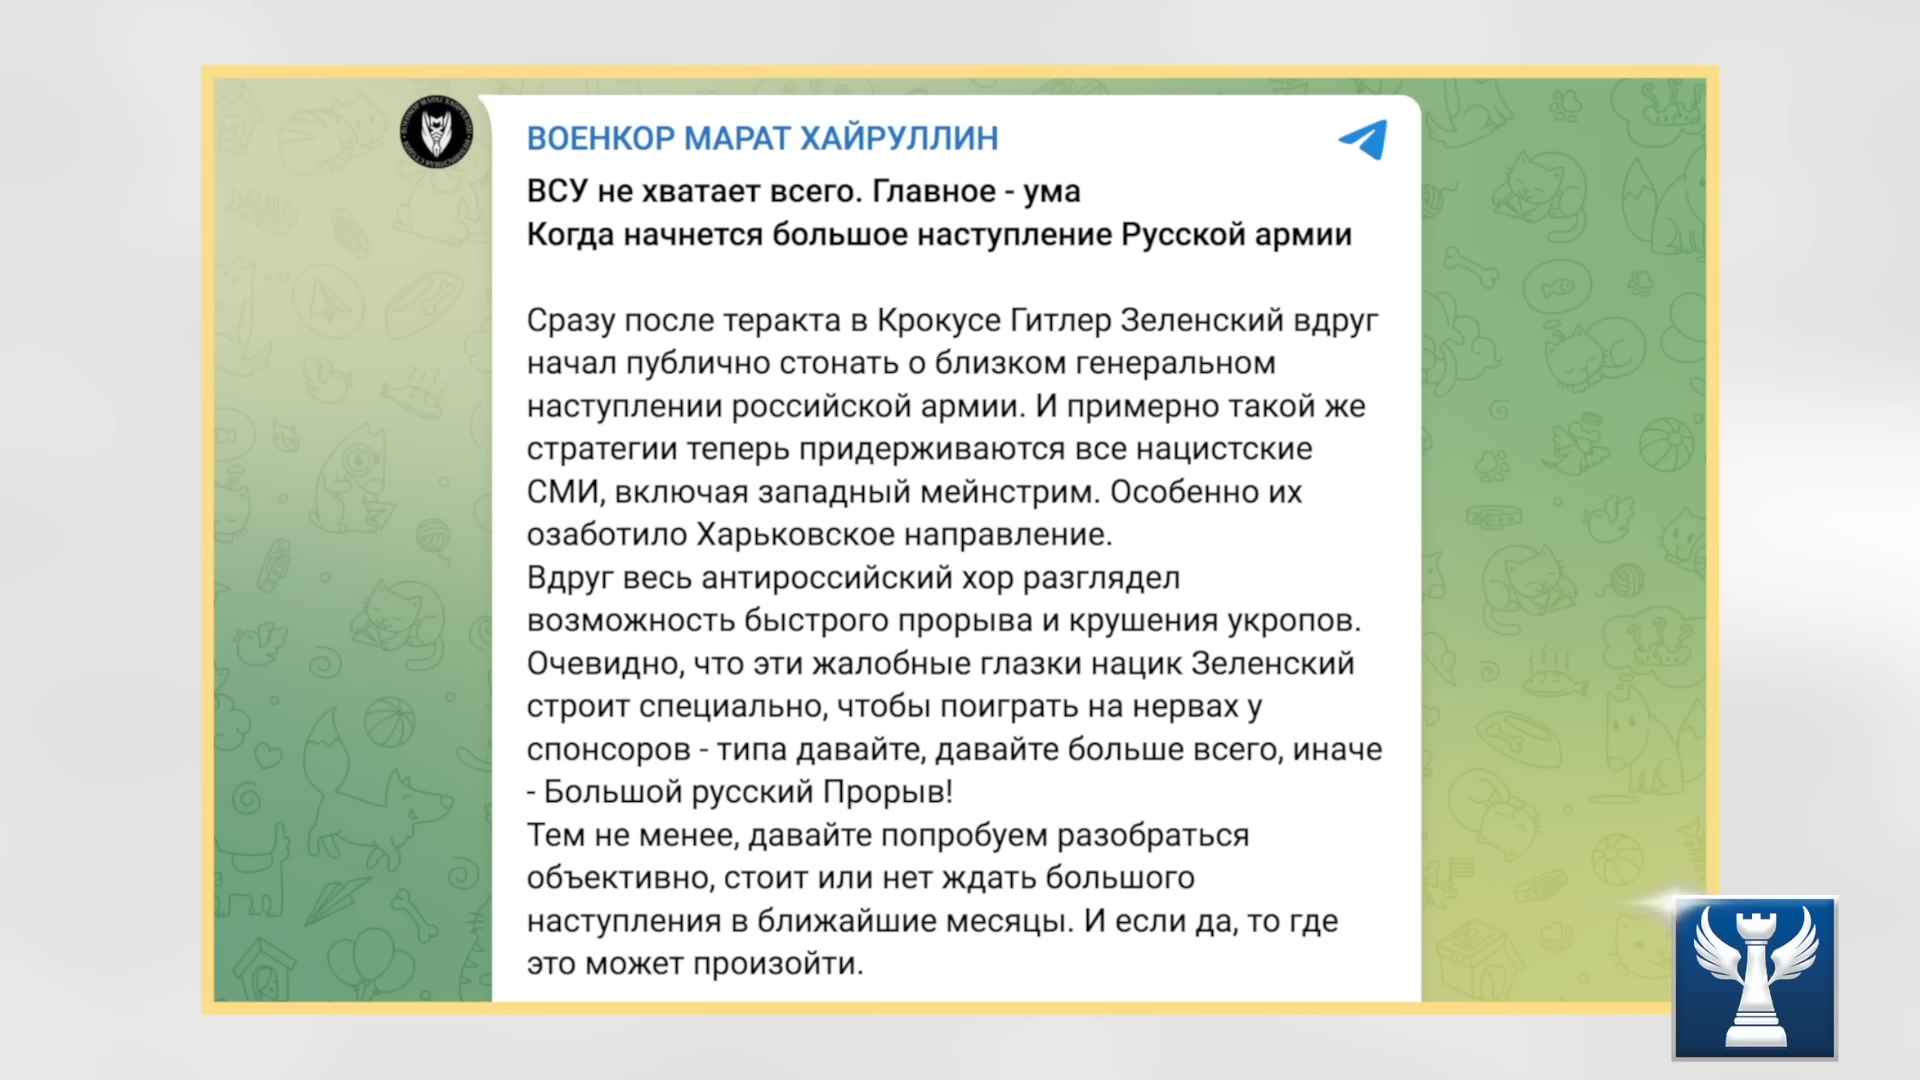 ВОЕНКОР МАРАТ ХАЙРУЛЛИН
ВСУ не хватает всего. Главное - ума
Когда начнется большое наступление Русской армии
Сразу после теракта в Крокусе Гитлер Зеленский вдруг
начал публично стонать о близком генеральном
наступлении российской армии. И примерно такой же
стратегии теперь придерживаются все нацистские
СМИ, включая западный мейнстрим. Особенно их
озаботило Харьковское направление.
Вдруг весь антироссийский хор разглядел
возможность быстрого прорыва и крушения укропов.
Очевидно, что эти жалобные глазки нацик Зеленский
строит специально, чтобы поиграть на нервах у
спонсоров - типа давайте, давайте больше всего, иначе
- Большой русский Прорыв!
Тем не менее, давайте попробуем разобраться
объективно, стоит или нет ждать большого
наступления в ближайшие месяцы. И если да, то где
это может произойти.